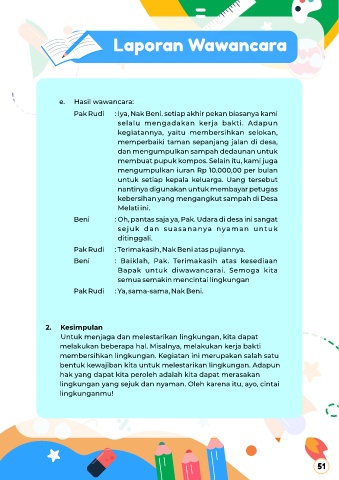 Laporan Wawancara
e. Hasil wawancara:
Pak Rudi : Iya, Nak Beni. setiap akhir pekan biasanya kami
selalu mengadakan kerja bakti. Adapun
kegiatannya, yaitu membersihkan selokan,
memperbaiki taman sepanjang jalan di desa,
dan mengumpulkan sampah dedaunan untuk
membuat pupuk kompos. Selain itu, kami juga
mengumpulkan iuran Rp 10.000,00 per bulan
untuk setiap kepala keluarga. Uang tersebut
nantinya digunakan untuk membayar petugas
kebersihan yang mengangkut sampah di Desa
Melati ini.
Beni : Oh, pantas saja ya, Pak. Udara di desa ini sangat
sejuk dan suasananya nyaman untuk
ditinggali.
Pak Rudi : Terimakasih, Nak Beni atas pujiannya.
Beni : Baiklah, Pak. Terimakasih atas kesediaan
Bapak untuk diwawancarai. Semoga kita
semua semakin mencintai lingkungan
Pak Rudi : Ya, sama-sama, Nak Beni.
2. Kesimpulan
Untuk menjaga dan melestarikan lingkungan, kita dapat
melakukan beberapa hal. Misalnya, melakukan kerja bakti
membersihkan lingkungan. Kegiatan ini merupakan salah satu
bentuk kewajiban kita untuk melestarikan lingkungan. Adapun
hak yang dapat kita peroleh adalah kita dapat merasakan
lingkungan yang sejuk dan nyaman. Oleh karena itu, ayo, cintai
lingkunganmu!
51